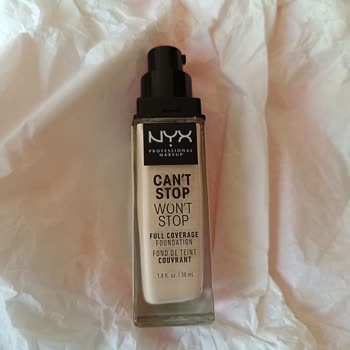 NYX
PROFESSIONAL MAKEUP
CAN'T
STOP
WON'T
STOP
FULL COVERAGE
FOUNDATION
FOND DE TEINT
COUVRANT
1.0 fl. oz. / 30 mL